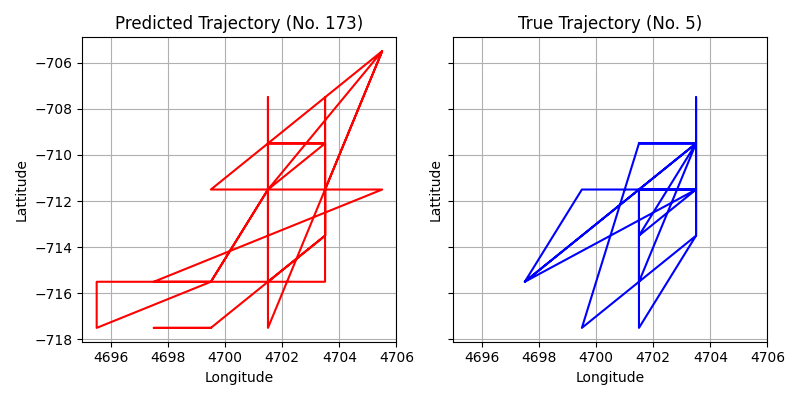 Predicted Trajectory (No. 173)
True Trajectory (No. 5)
−706
−708
−710
−712
−714
−716
−718
Lattitude
Lattitude
4696 4698 4700 4702 4704 4706
4696 4698 4700 4702 4704 4706
Longitude
Longitude